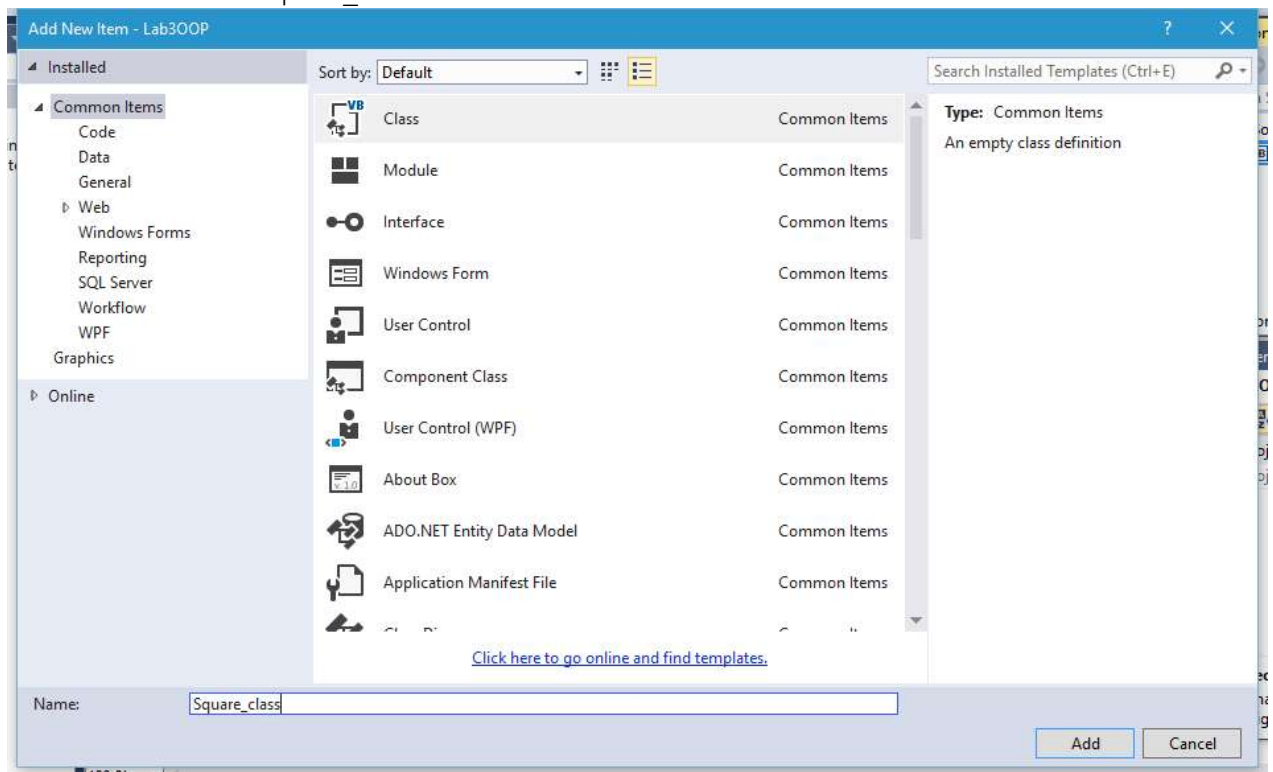 Add New Item - Lab3OOP
Installed
Sort by: Default
Search Installed Templates (Ctrl+E)
Common Items
Code
Data
General
Web
Windows Forms
Reporting
SQL Server
Workflow
WPF
Graphics
Online
VB
Class Common Items
Module Common Items
Interface Common Items
Windows Form Common Items
User Control Common Items
Component Class Common Items
User Control (WPF) Common Items
About Box Common Items
v. 1.0
ADO.NET Entity Data Model Common Items
Application Manifest File Common Items
Click here to go online and find templates.
Type: Common Items
An empty class definition
Name: Square_class
Add Cancel